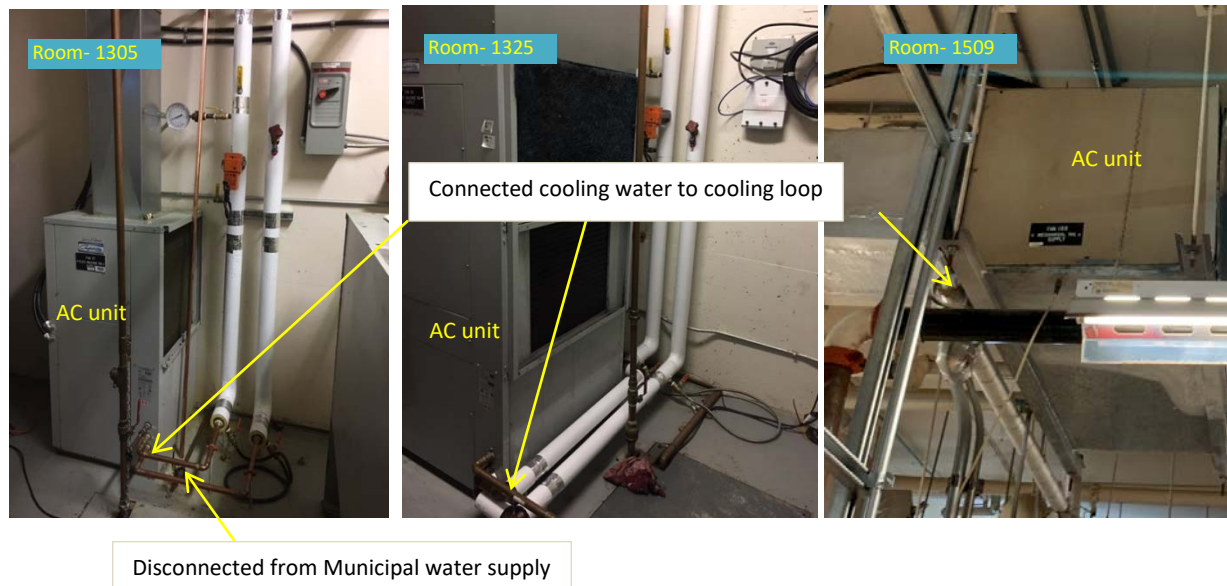 Room- 1305
Room- 1325
Room- 1509
AC unit
Connected cooling water to cooling loop
AC unit
AC unit
Disconnected from Municipal water supply